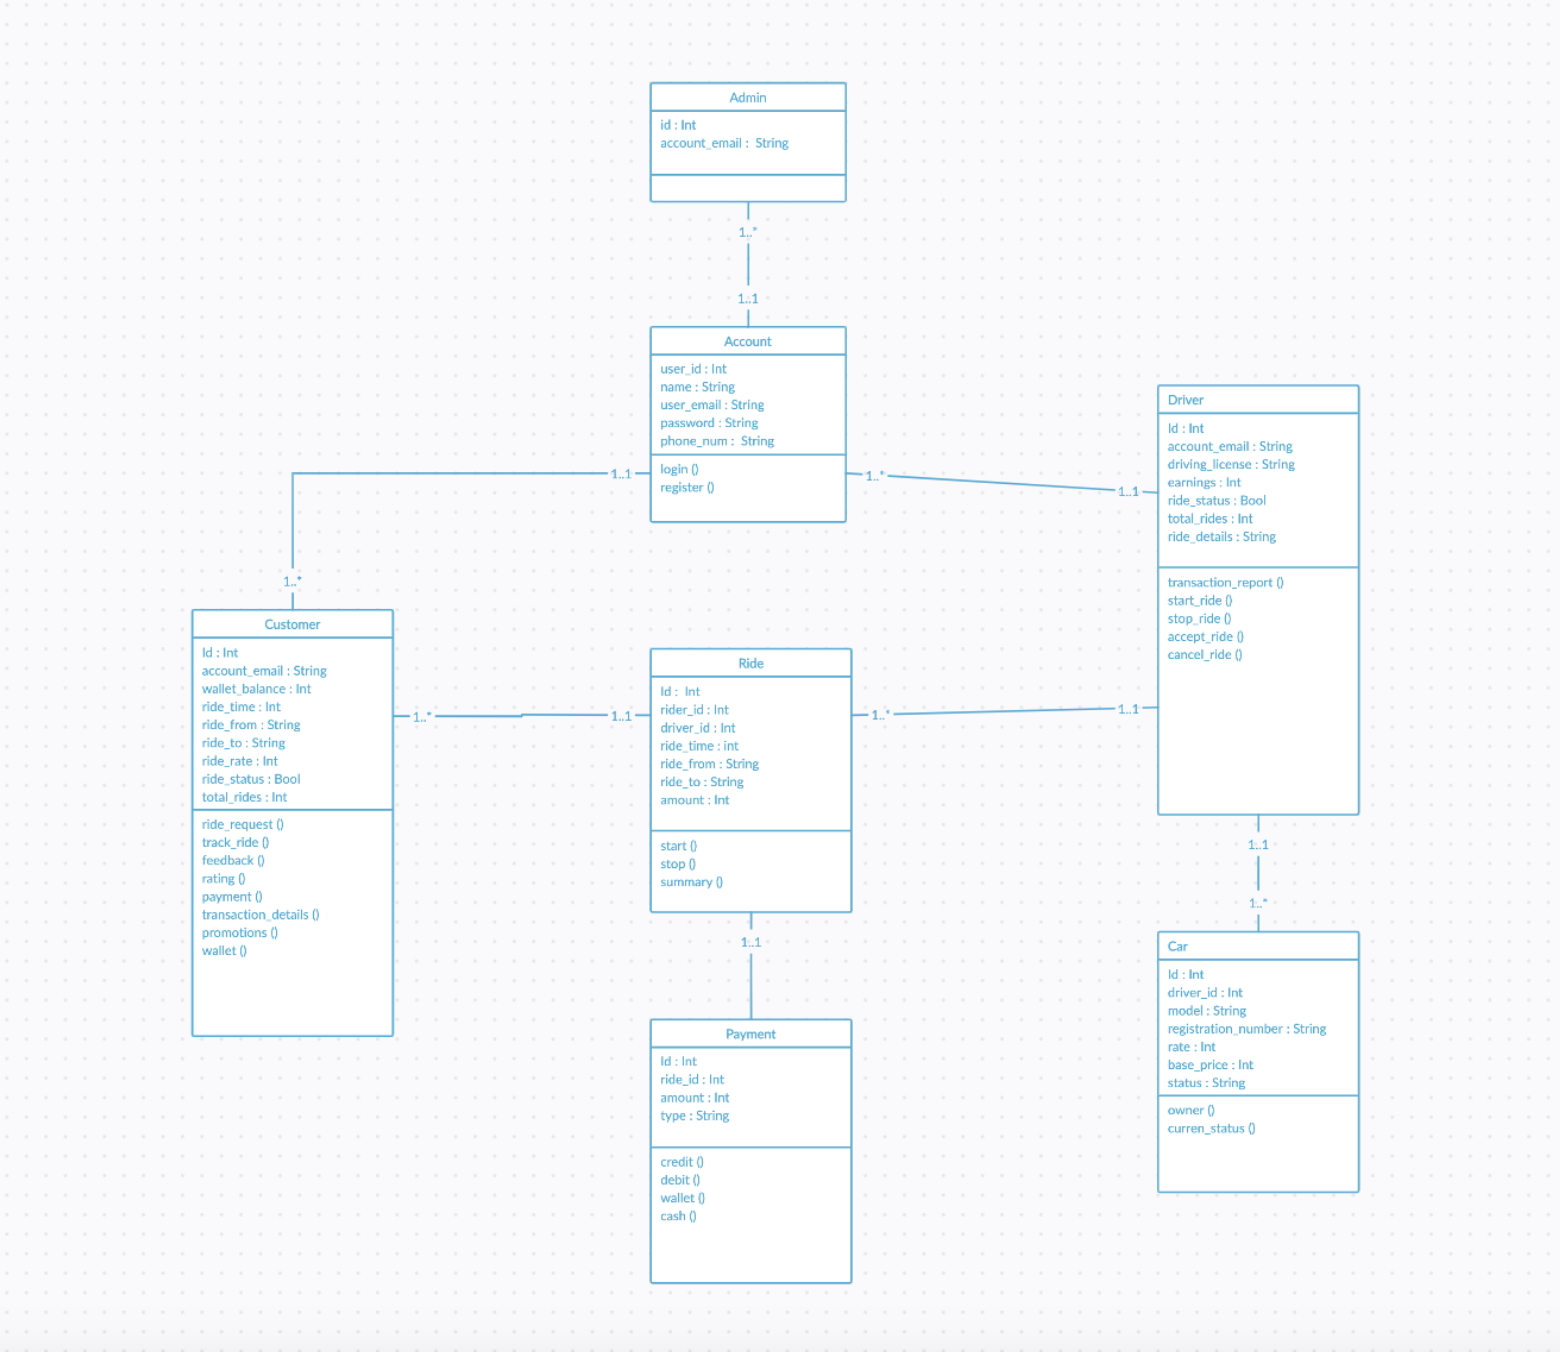 Admin
id : Int
account_email :  String
1..*
1..1
Account
user_id : Int
name : String
user_email : String
password : String
phone_num :  String
login ()
register ()
1..1
1..*
1..*
1..1
Driver
Id : Int
account_email : String
driving_license : String
earnings : Int
ride_status : Bool
total_rides : Int
ride_details : String
transaction_report ()
start_ride ()
stop_ride ()
accept_ride ()
cancel_ride ()
Customer
Id : Int
account_email : String
wallet_balance : Int
ride_time : Int
ride_from : String
ride_to : String
ride_rate : Int
ride_status : Bool
total_rides : Int
ride_request ()
track_ride ()
feedback ()
rating ()
payment ()
transaction_details ()
promotions ()
wallet ()
1..*
1..1
Ride
Id :  Int
rider_id : Int
driver_id : Int
ride_time : int
ride_from : String
ride_to : String
amount : Int
start ()
stop ()
summary ()
1..*
1..1
1..1
Payment
Id : Int
ride_id : Int
amount : Int
type : String
credit ()
debit ()
wallet ()
cash ()
1..1
1..*
Car
Id : Int
driver_id : Int
model : String
registration_number : String
rate : Int
base_price : Int
status : String
owner ()
curren_status ()